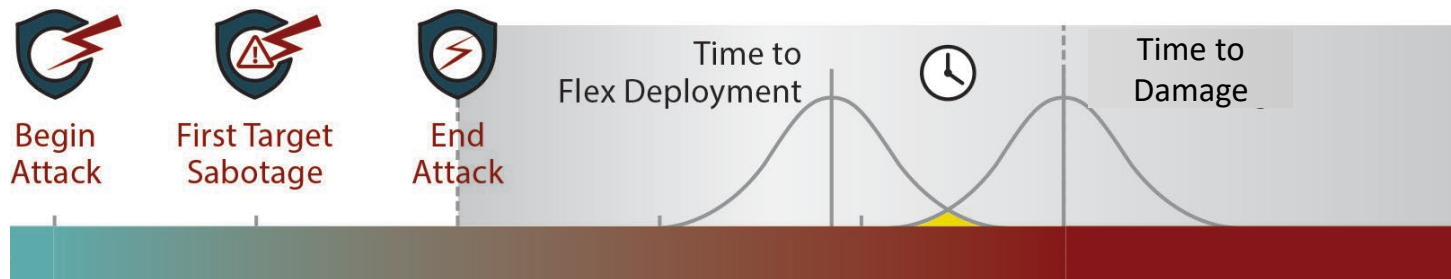 Begin
Attack
First Target
Sabotage
End
Attack
Time to
Flex Deployment
Time to
Damage